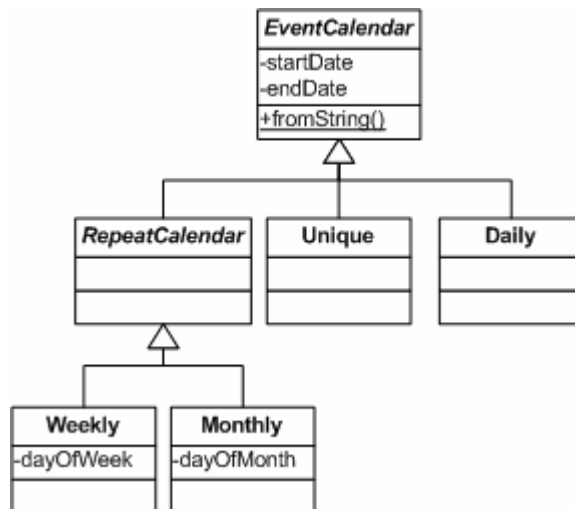 EventCalendar
-startDate
-endDate
+fromString()
RepeatCalendar
Unique
Daily
Weekly
-dayOfWeek
Monthly
-dayOfMonth